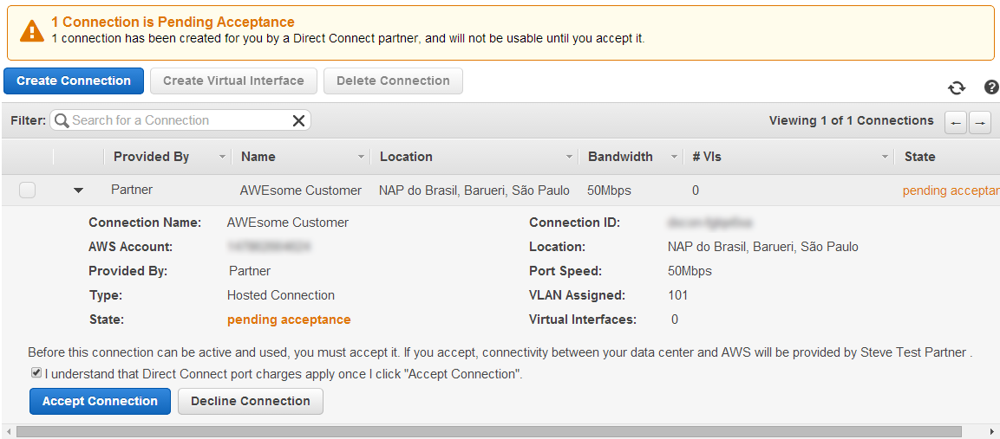 1 Connection is Pending Acceptance
1 connection has been created for you by a Direct Connect partner, and will not be usable until you accept it.
Create Connection Create Virtual Interface Delete Connection
Filter: Search for a Connection Viewing 1 of 1 Connections ← →
Provided By Name Location Bandwidth # VIs State
Partner AWEsome Customer NAP do Brasil, Barueri, São Paulo 50Mbps 0 pending acceptar
Connection Name: AWEsome Customer Connection ID:
AWS Account: Location: NAP do Brasil, Barueri, São Paulo
Provided By: Partner Port Speed: 50Mbps
Type: Hosted Connection VLAN Assigned: 101
State: pending acceptance Virtual Interfaces: 0
Before this connection can be active and used, you must accept it. If you accept, connectivity between your data center and AWS will be provided by Steve Test Partner .
I understand that Direct Connect port charges apply once I click "Accept Connection".
Accept Connection Decline Connection